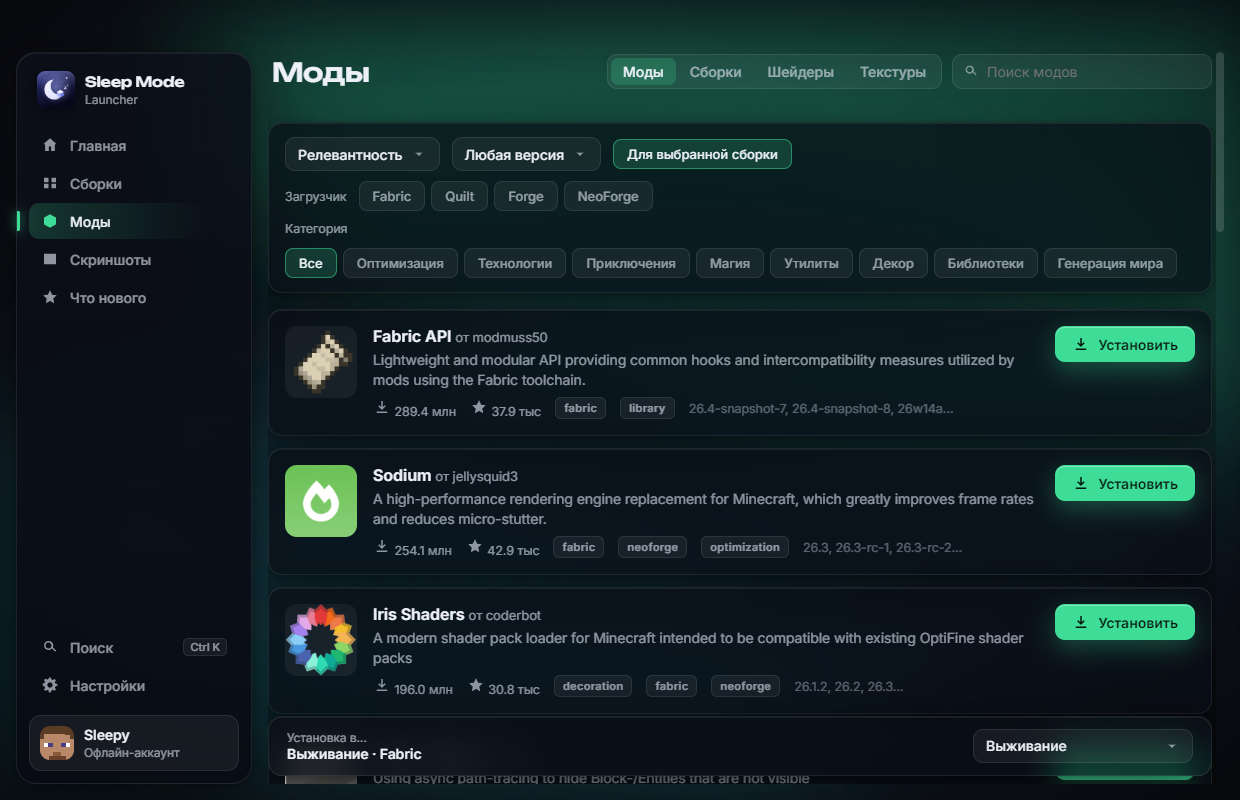 Sleep Mode
Launcher
Главная
Сборки
Моды
Скриншоты
Что нового
Поиск
Ctrl K
Настройки
Sleepy
Офлайн-аккаунт
Моды
Моды Сборки Шейдеры Текстуры
Поиск модов
Релевантность Любая версия Для выбранной сборки
Загрузчик Fabric Quilt Forge NeoForge
Категория
Все Оптимизация Технологии Приключения Магия Утилиты Декор Библиотеки Генерация мира
Fabric API от modmuss50
Lightweight and modular API providing common hooks and intercompatibility measures utilized by
mods using the Fabric toolchain.
289.4 млн 37.9 тыс fabric library 26.4-snapshot-7, 26.4-snapshot-8, 26w14a...
Установить
Sodium от jellysquid3
A high-performance rendering engine replacement for Minecraft, which greatly improves frame rates
and reduces micro-stutter.
254.1 млн 42.9 тыс fabric neoforge optimization 26.3, 26.3-rc-1, 26.3-rc-2...
Установить
Iris Shaders от coderbot
A modern shader pack loader for Minecraft intended to be compatible with existing OptiFine shader
packs
196.0 млн 30.8 тыс decoration fabric neoforge 26.1.2, 26.2, 26.3...
Установить
Установка в...
Выживание · Fabric
Выживание
Using async path-tracing to hide Block-/Entities that are not visible